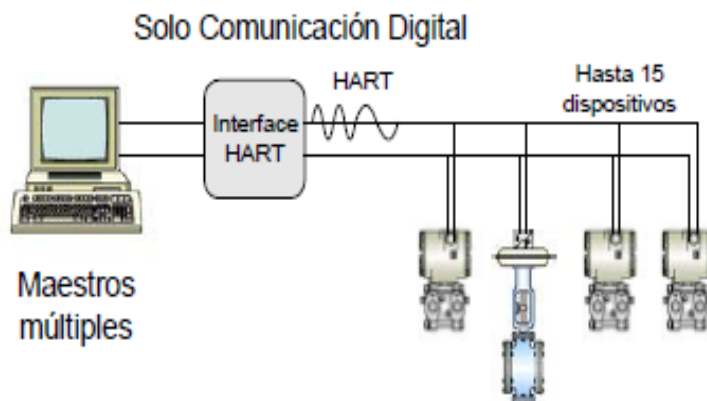 Solo Comunicación Digital
HART
Hasta 15
dispositivos
Interface
HART
Maestros
múltiples